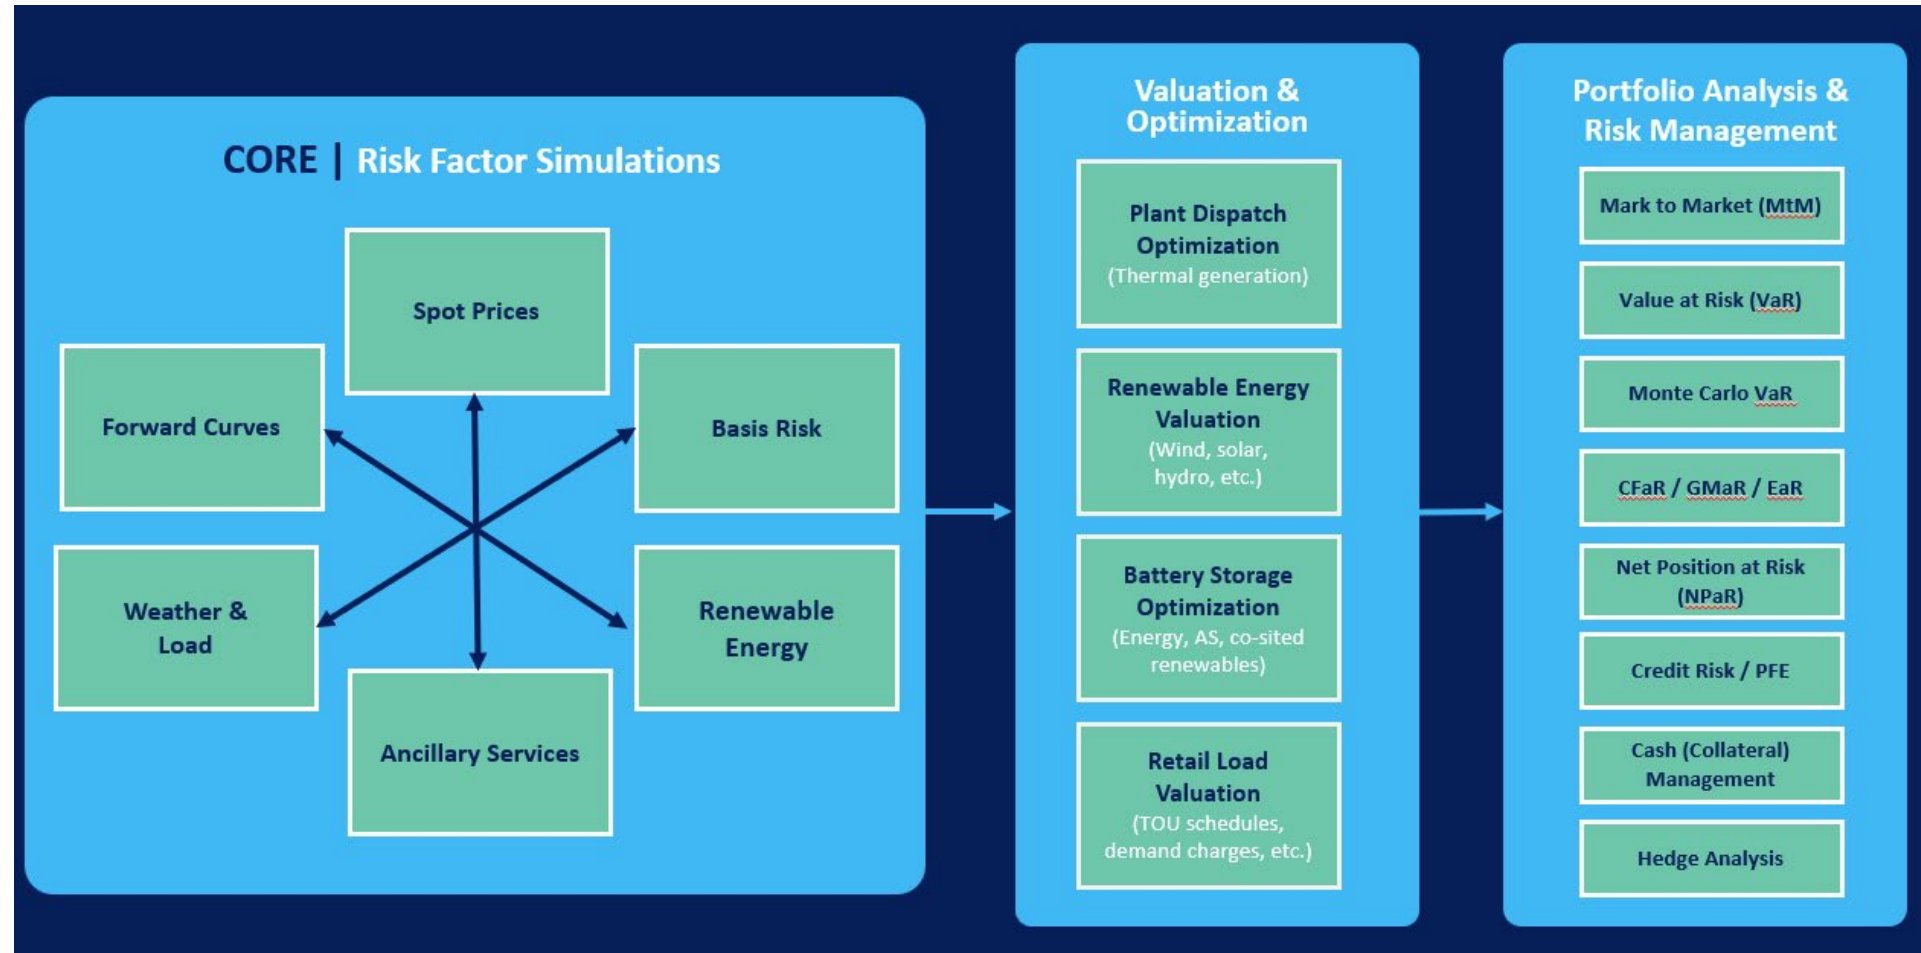 CORE | Risk Factor Simulations
Spot Prices
Forward Curves
Basis Risk
Weather &
Load
Renewable
Energy
Ancillary Services
Valuation &
Optimization
Plant Dispatch
Optimization
(Thermal generation)
Renewable Energy
Valuation
(Wind, solar,
hydro, etc.)
Battery Storage
Optimization
(Energy, AS, co-sited
renewables)
Retail Load
Valuation
(TOU schedules,
demand charges, etc.)
Portfolio Analysis &
Risk Management
Mark to Market (MtM)
Value at Risk (VaR)
Monte Carlo VaR
CFaR / GMaR / EaR
Net Position at Risk
(NPaR)
Credit Risk / PFE
Cash (Collateral)
Management
Hedge Analysis